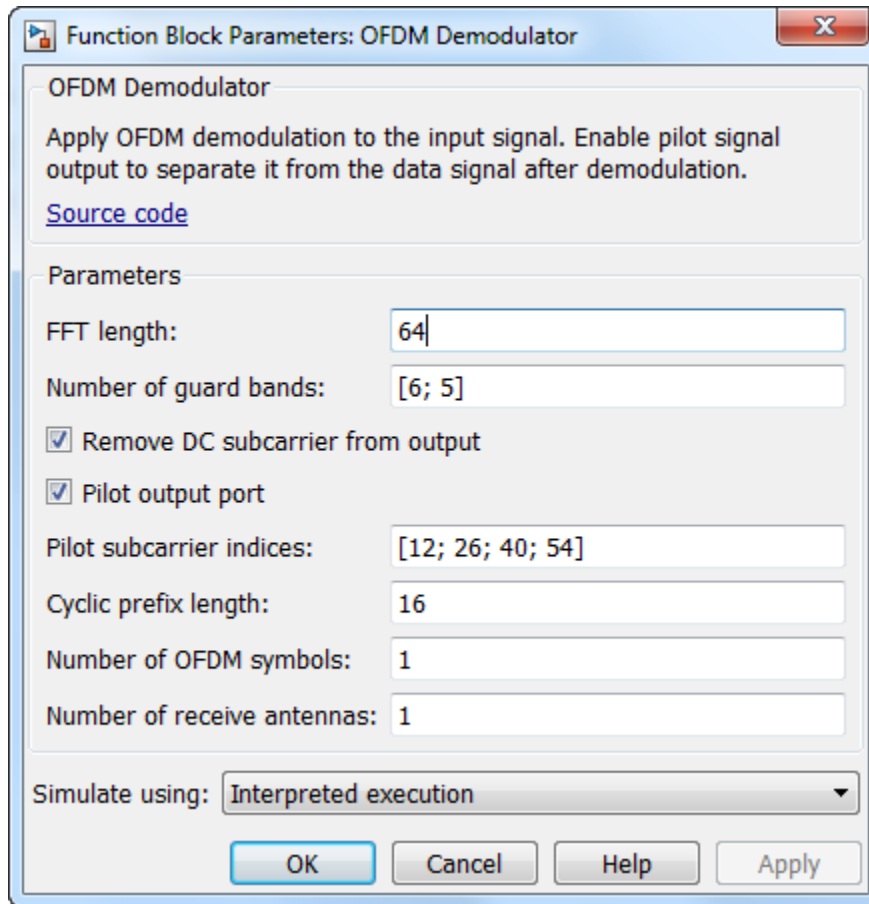 Function Block Parameters: OFDM Demodulator
OFDM Demodulator
Apply OFDM demodulation to the input signal. Enable pilot signal
output to separate it from the data signal after demodulation.
Source code
Parameters
FFT length: 64
Number of guard bands: [6; 5]
Remove DC subcarrier from output
Pilot output port
Pilot subcarrier indices: [12; 26; 40; 54]
Cyclic prefix length: 16
Number of OFDM symbols: 1
Number of receive antennas: 1
Simulate using: Interpreted execution
OK Cancel Help Apply